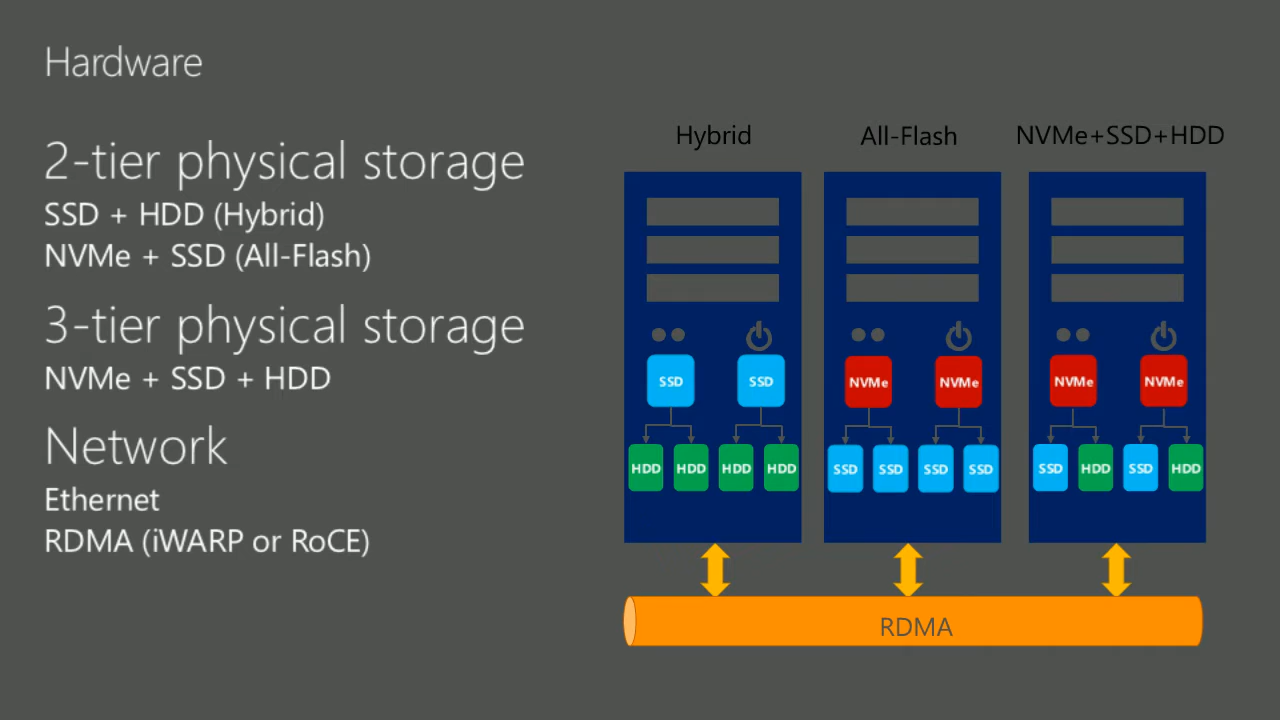 Hardware
2-tier physical storage
SSD + HDD (Hybrid)
NVMe + SSD (All-Flash)
3-tier physical storage
NVMe + SSD + HDD
Network
Ethernet
RDMA (iWARP or RoCE)
Hybrid
All-Flash
NVMe+SSD+HDD
SSD SSD NVMe NVMe NVMe NVMe
HDD HDD HDD HDD SSD SSD SSD SSD SSD HDD SSD HDD
RDMA